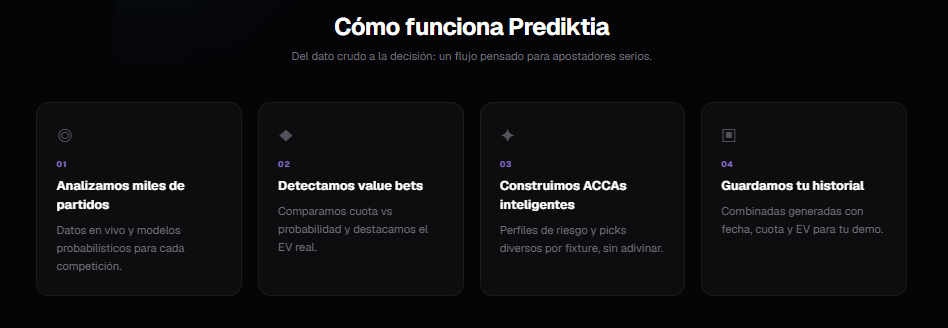 Cómo funciona Prediktia
Del dato crudo a la decisión: un flujo pensado para apostadores serios.
01
Analizamos miles de
partidos
Datos en vivo y modelos
probabilísticos para cada
competición.
02
Detectamos value bets
Comparamos cuota vs
probabilidad y destacamos el
EV real.
03
Construimos ACCAs
inteligentes
Perfiles de riesgo y picks
diversos por fixture, sin adivinar.
04
Guardamos tu historial
Combinadas generadas con
fecha, cuota y EV para tu demo.